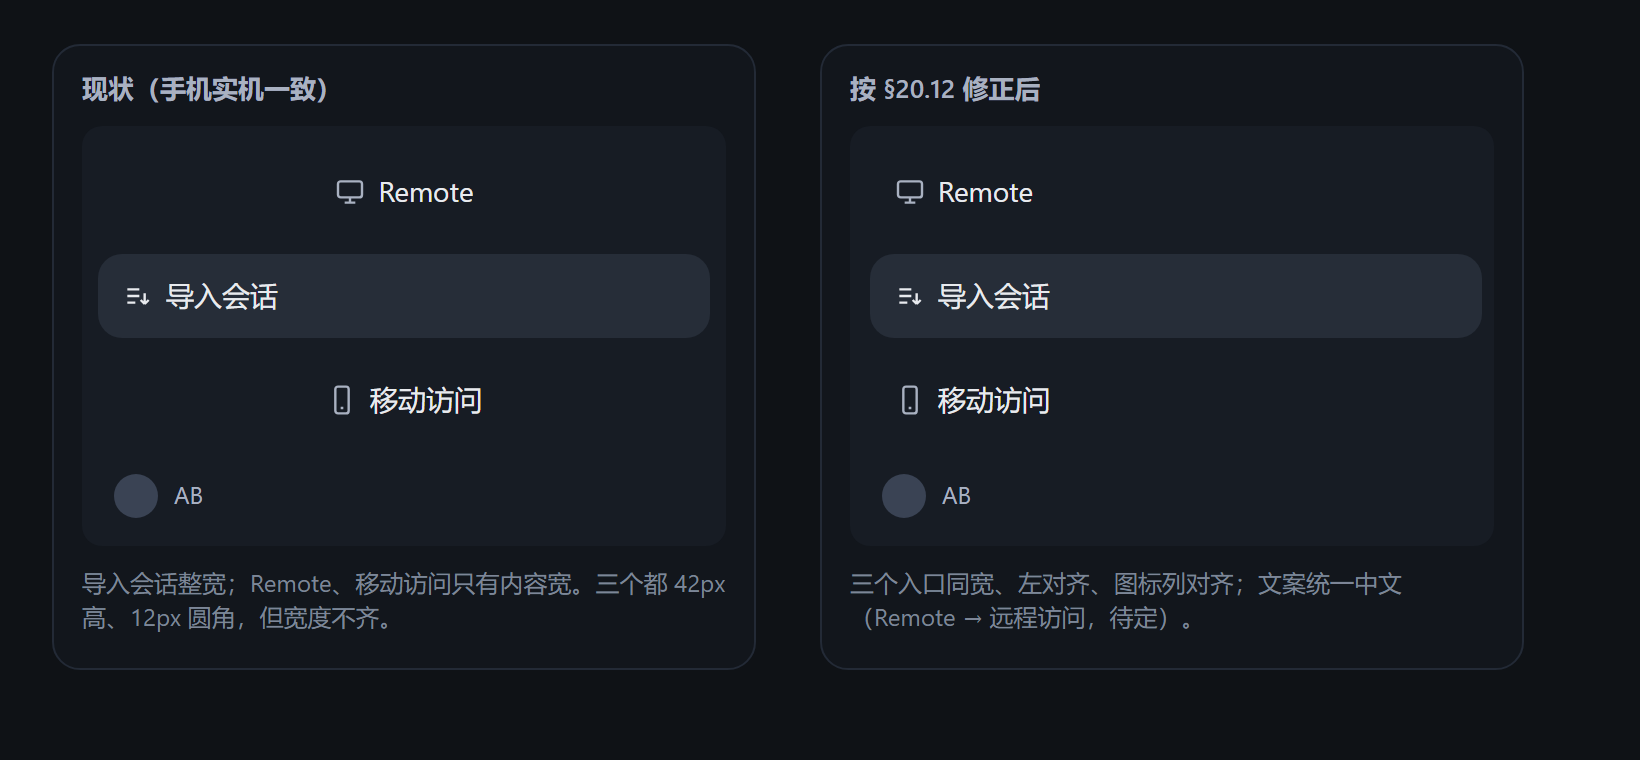 现状（手机实机一致）
Remote
导入会话
移动访问
AB
导入会话整宽；Remote、移动访问只有内容宽。三个都 42px
高、12px 圆角，但宽度不齐。
按 §20.12 修正后
Remote
导入会话
移动访问
AB
三个入口同宽、左对齐、图标列对齐；文案统一中文
（Remote → 远程访问，待定）。